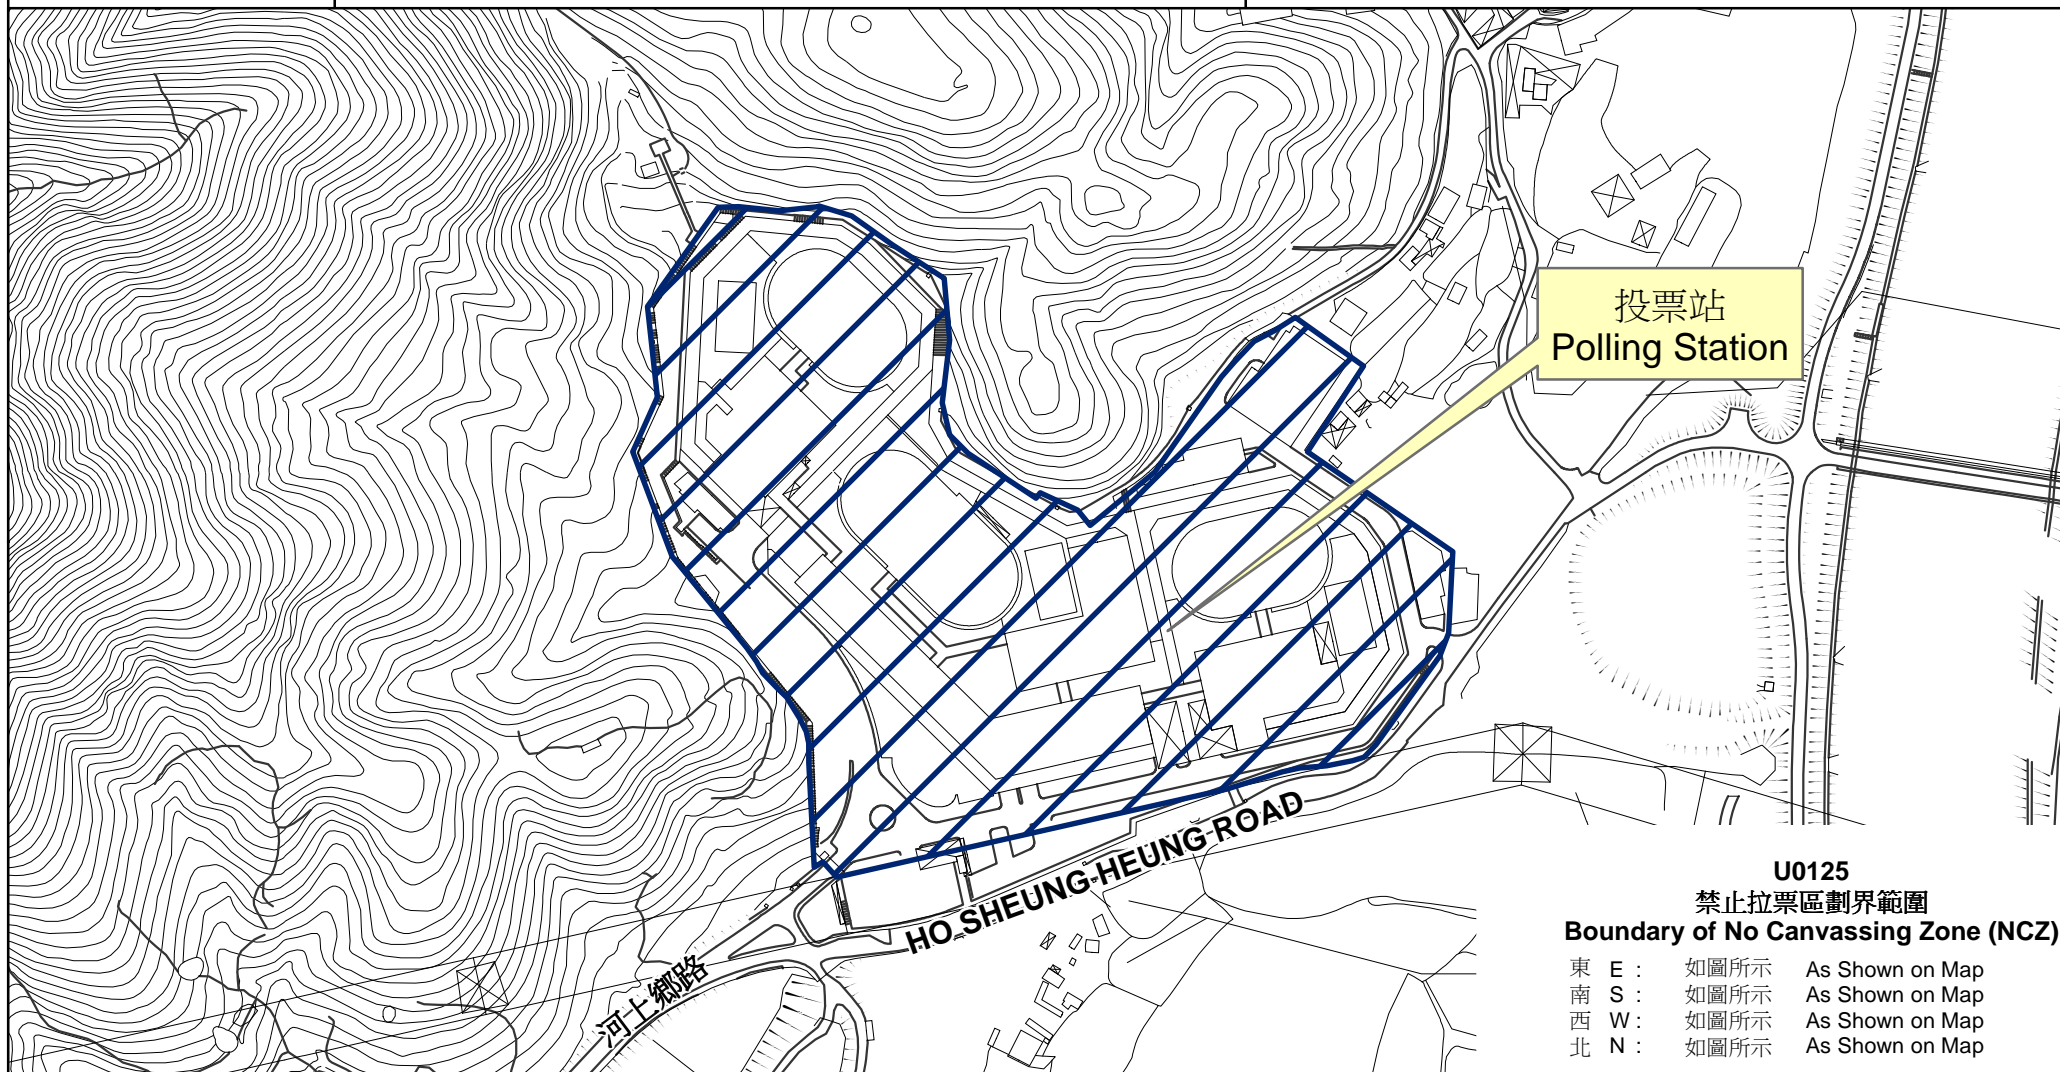 投票站
Polling Station
HO SHEUNG HEUNG ROAD
河上鄉路
U0125
禁止拉票區劃界範圍
Boundary of No Canvassing Zone (NCZ)
東 E : 如圖所示 As Shown on Map
南 S : 如圖所示 As Shown on Map
西 W : 如圖所示 As Shown on Map
北 N : 如圖所示 As Shown on Map